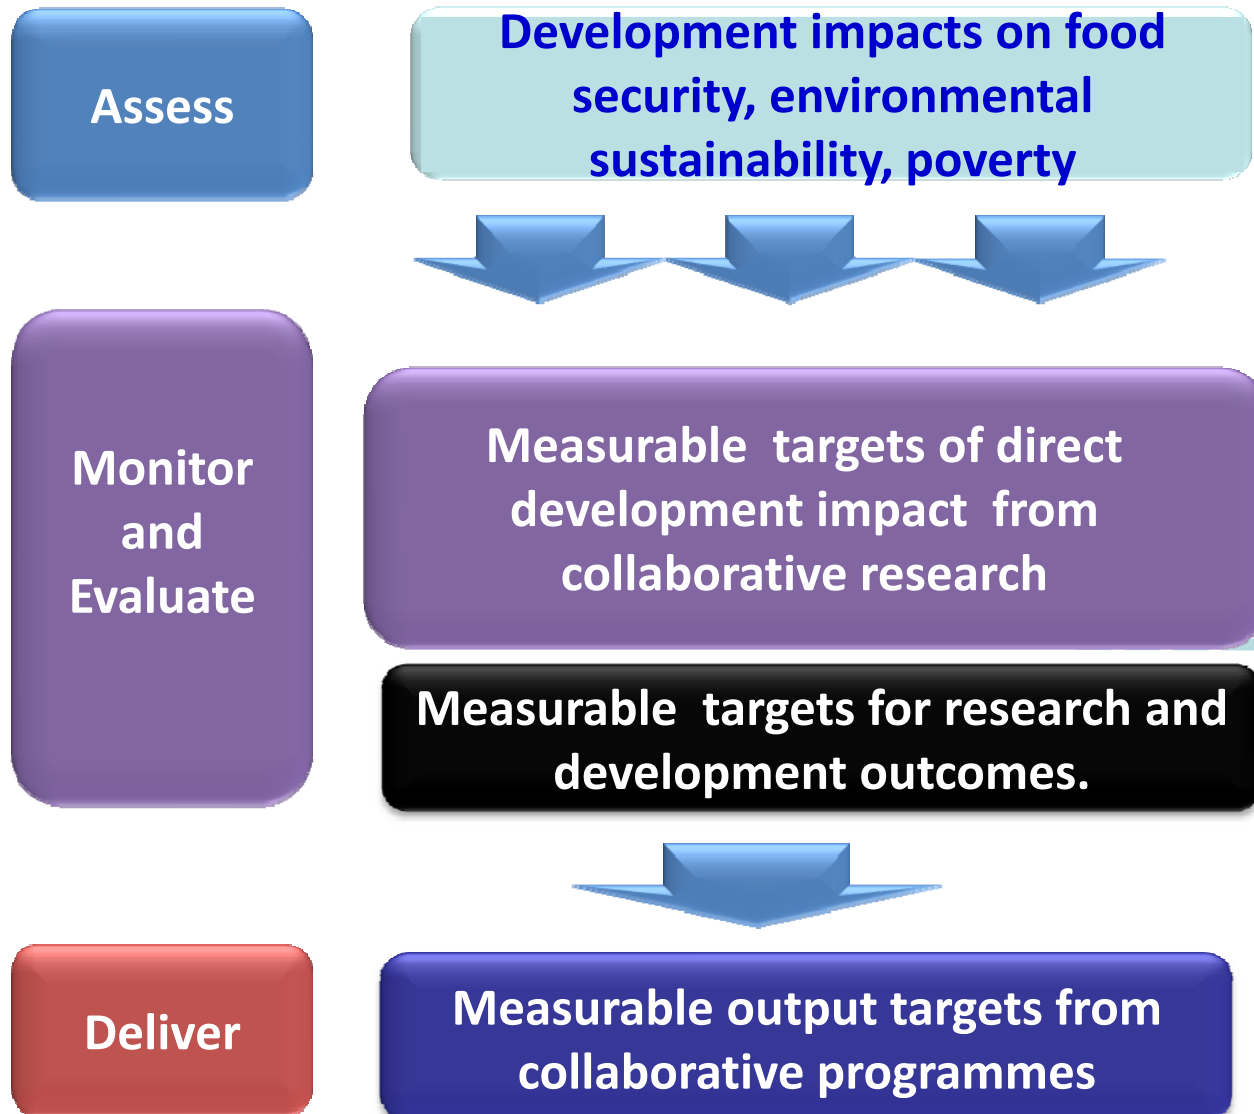 Assess
Development impacts on food
security, environmental
sustainability, poverty
Monitor
and
Evaluate
Measurable  targets of direct
development impact  from
collaborative research
Measurable  targets for research and
development outcomes.
Deliver
Measurable output targets from
collaborative programmes